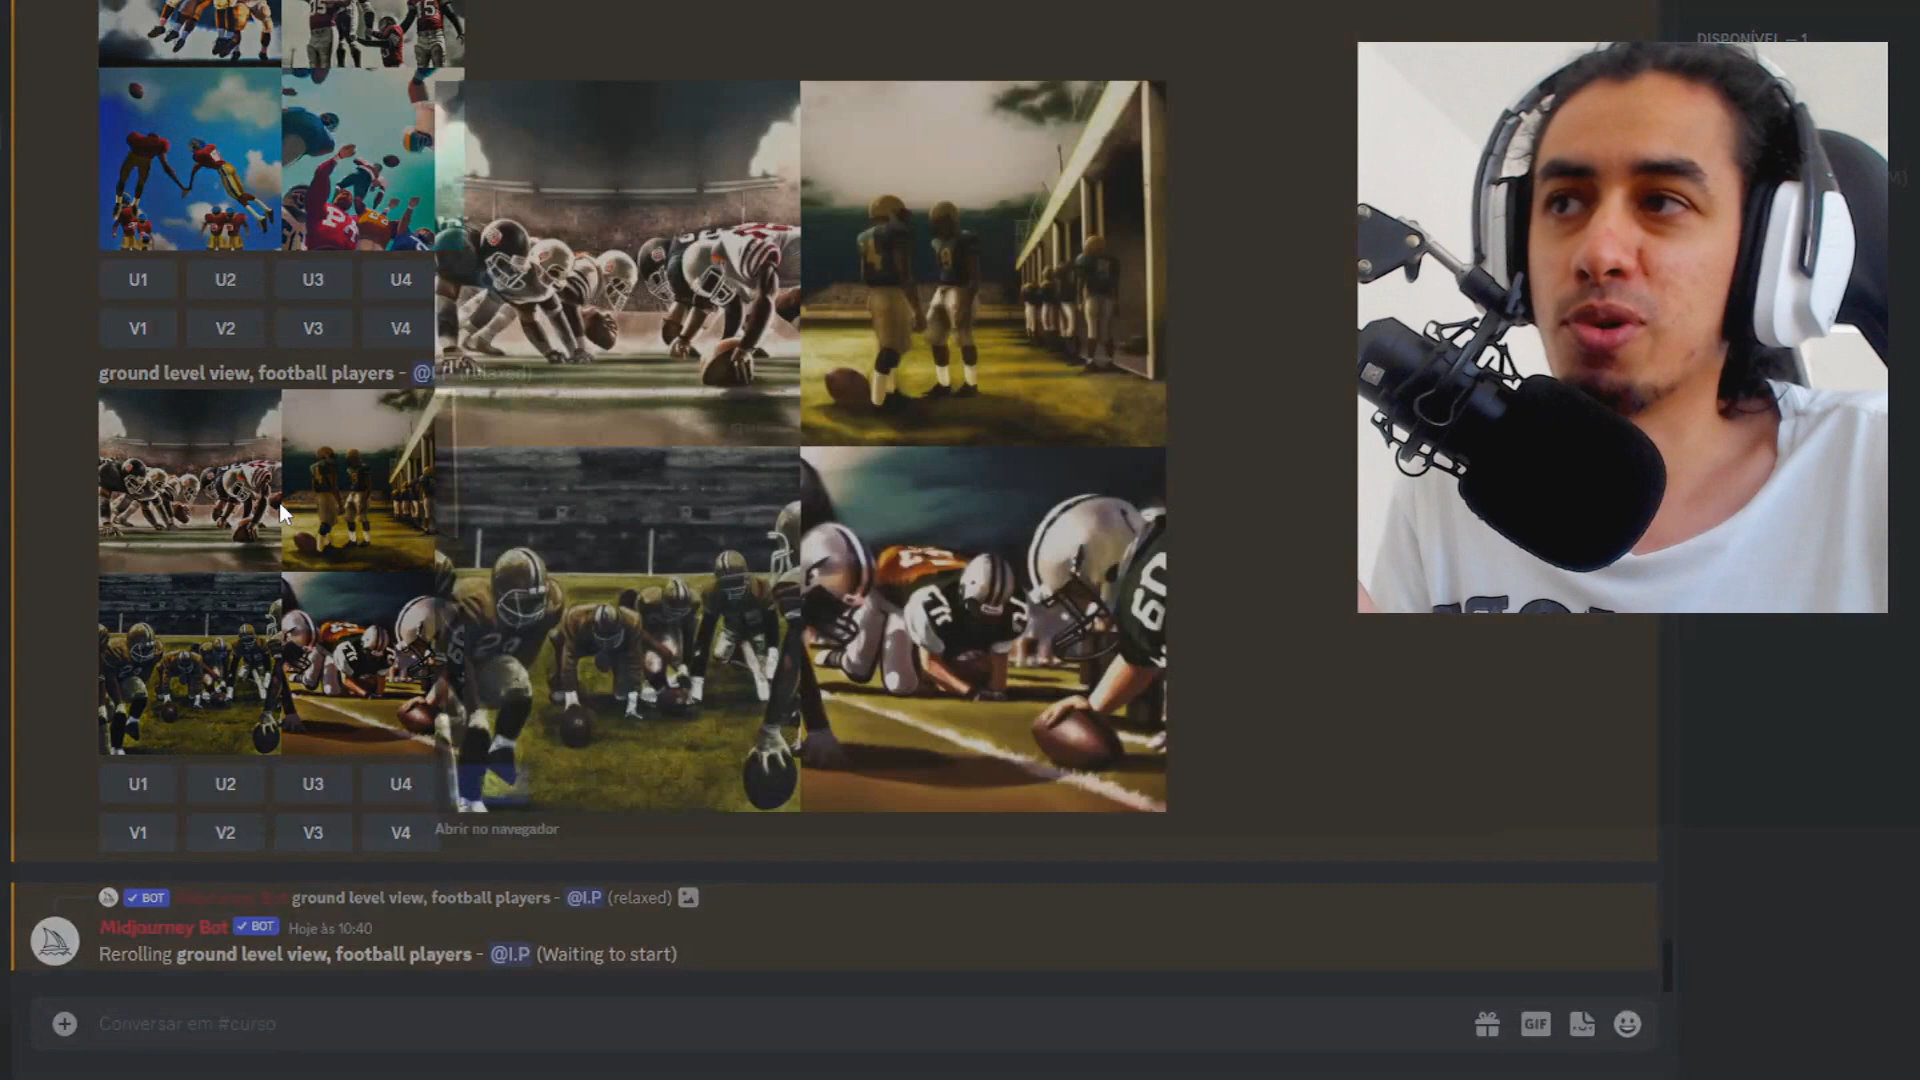 DISPONÍVEL — 1
U1 U2 U3 U4
V1 V2 V3 V4
ground level view, football players - @I.P (relaxed)
U1 U2 U3 U4
V1 V2 V3 V4
Abrir no navegador
BOT ground level view, football players - @I.P (relaxed)
Midjourney Bot BOT Hoje às 10:40
Rerolling ground level view, football players - @I.P (Waiting to start)
Conversar em #curso
GIF